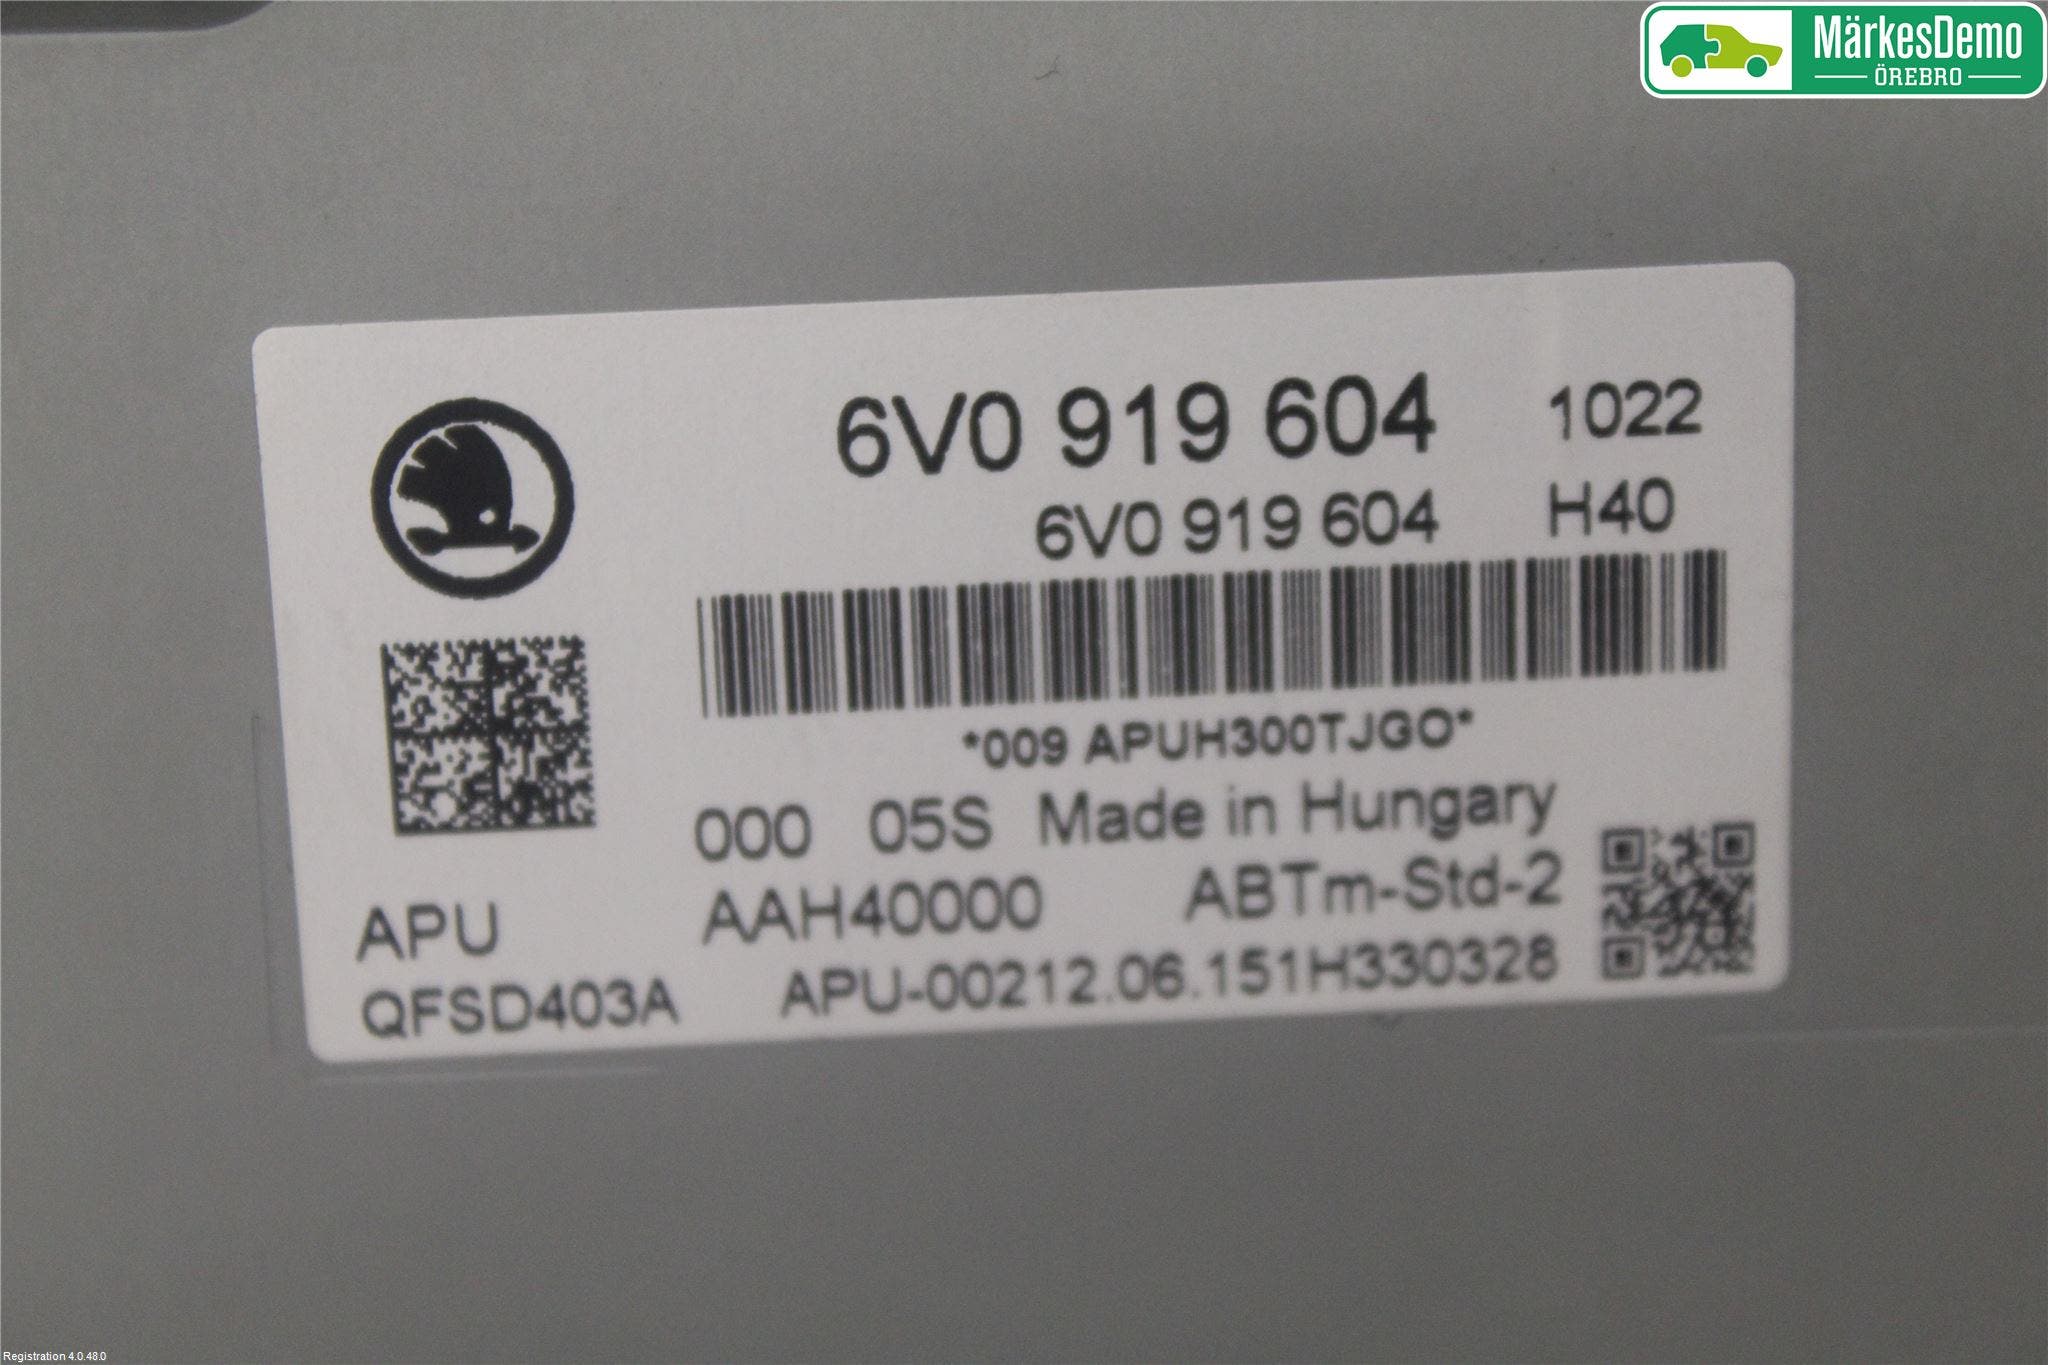 MärkesDemo
ÖREBRO
6V0 919 604 1022
6V0 919 604 H40
*009 APUH300TJGO*
000 05S Made in Hungary
APU AAH40000 ABTm-Std-2
QFSD403A APU-00212.06.151H330328
Registration 4.0.48.0